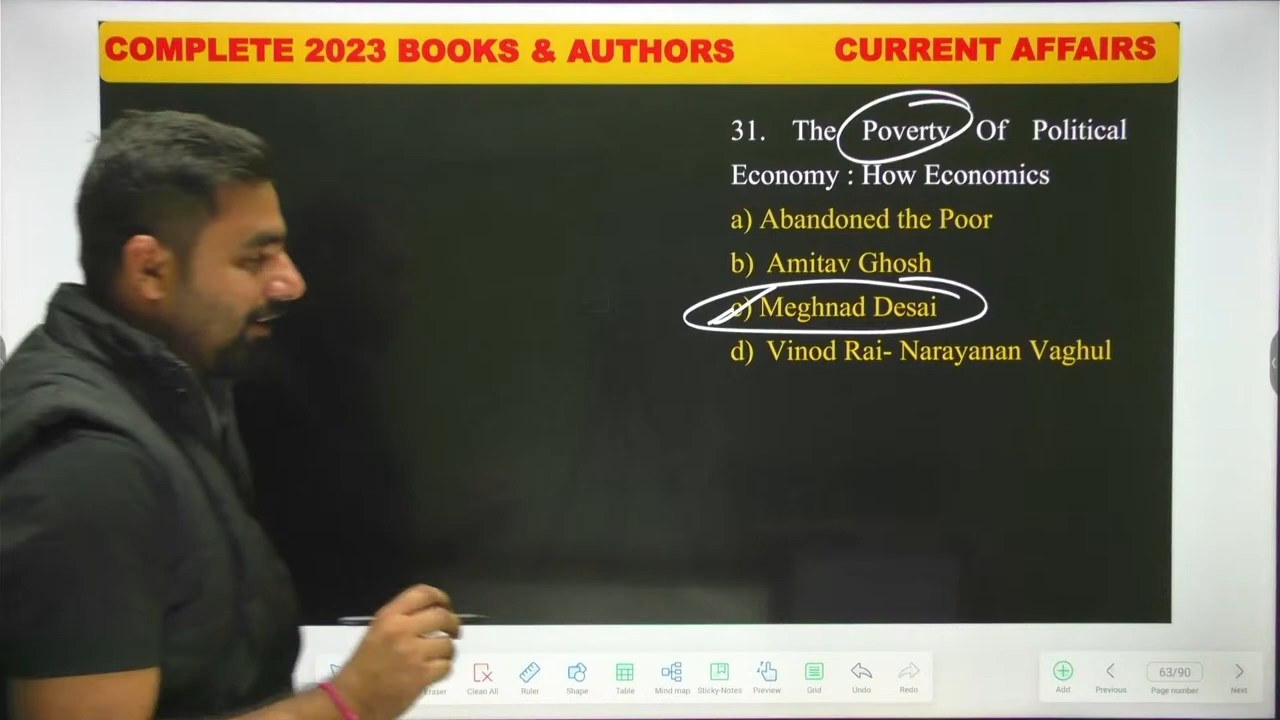 COMPLETE 2023 BOOKS & AUTHORS CURRENT AFFAIRS
31. The Poverty Of Political
Economy : How Economics
a) Abandoned the Poor
b) Amitav Ghosh
c) Meghnad Desai
d) Vinod Rai- Narayanan Vaghul
Eraser Clean All Ruler Shape Table Mind map Sticky-Notes Preview Grid Undo Redo
Add Previous 63/90 Page number Next